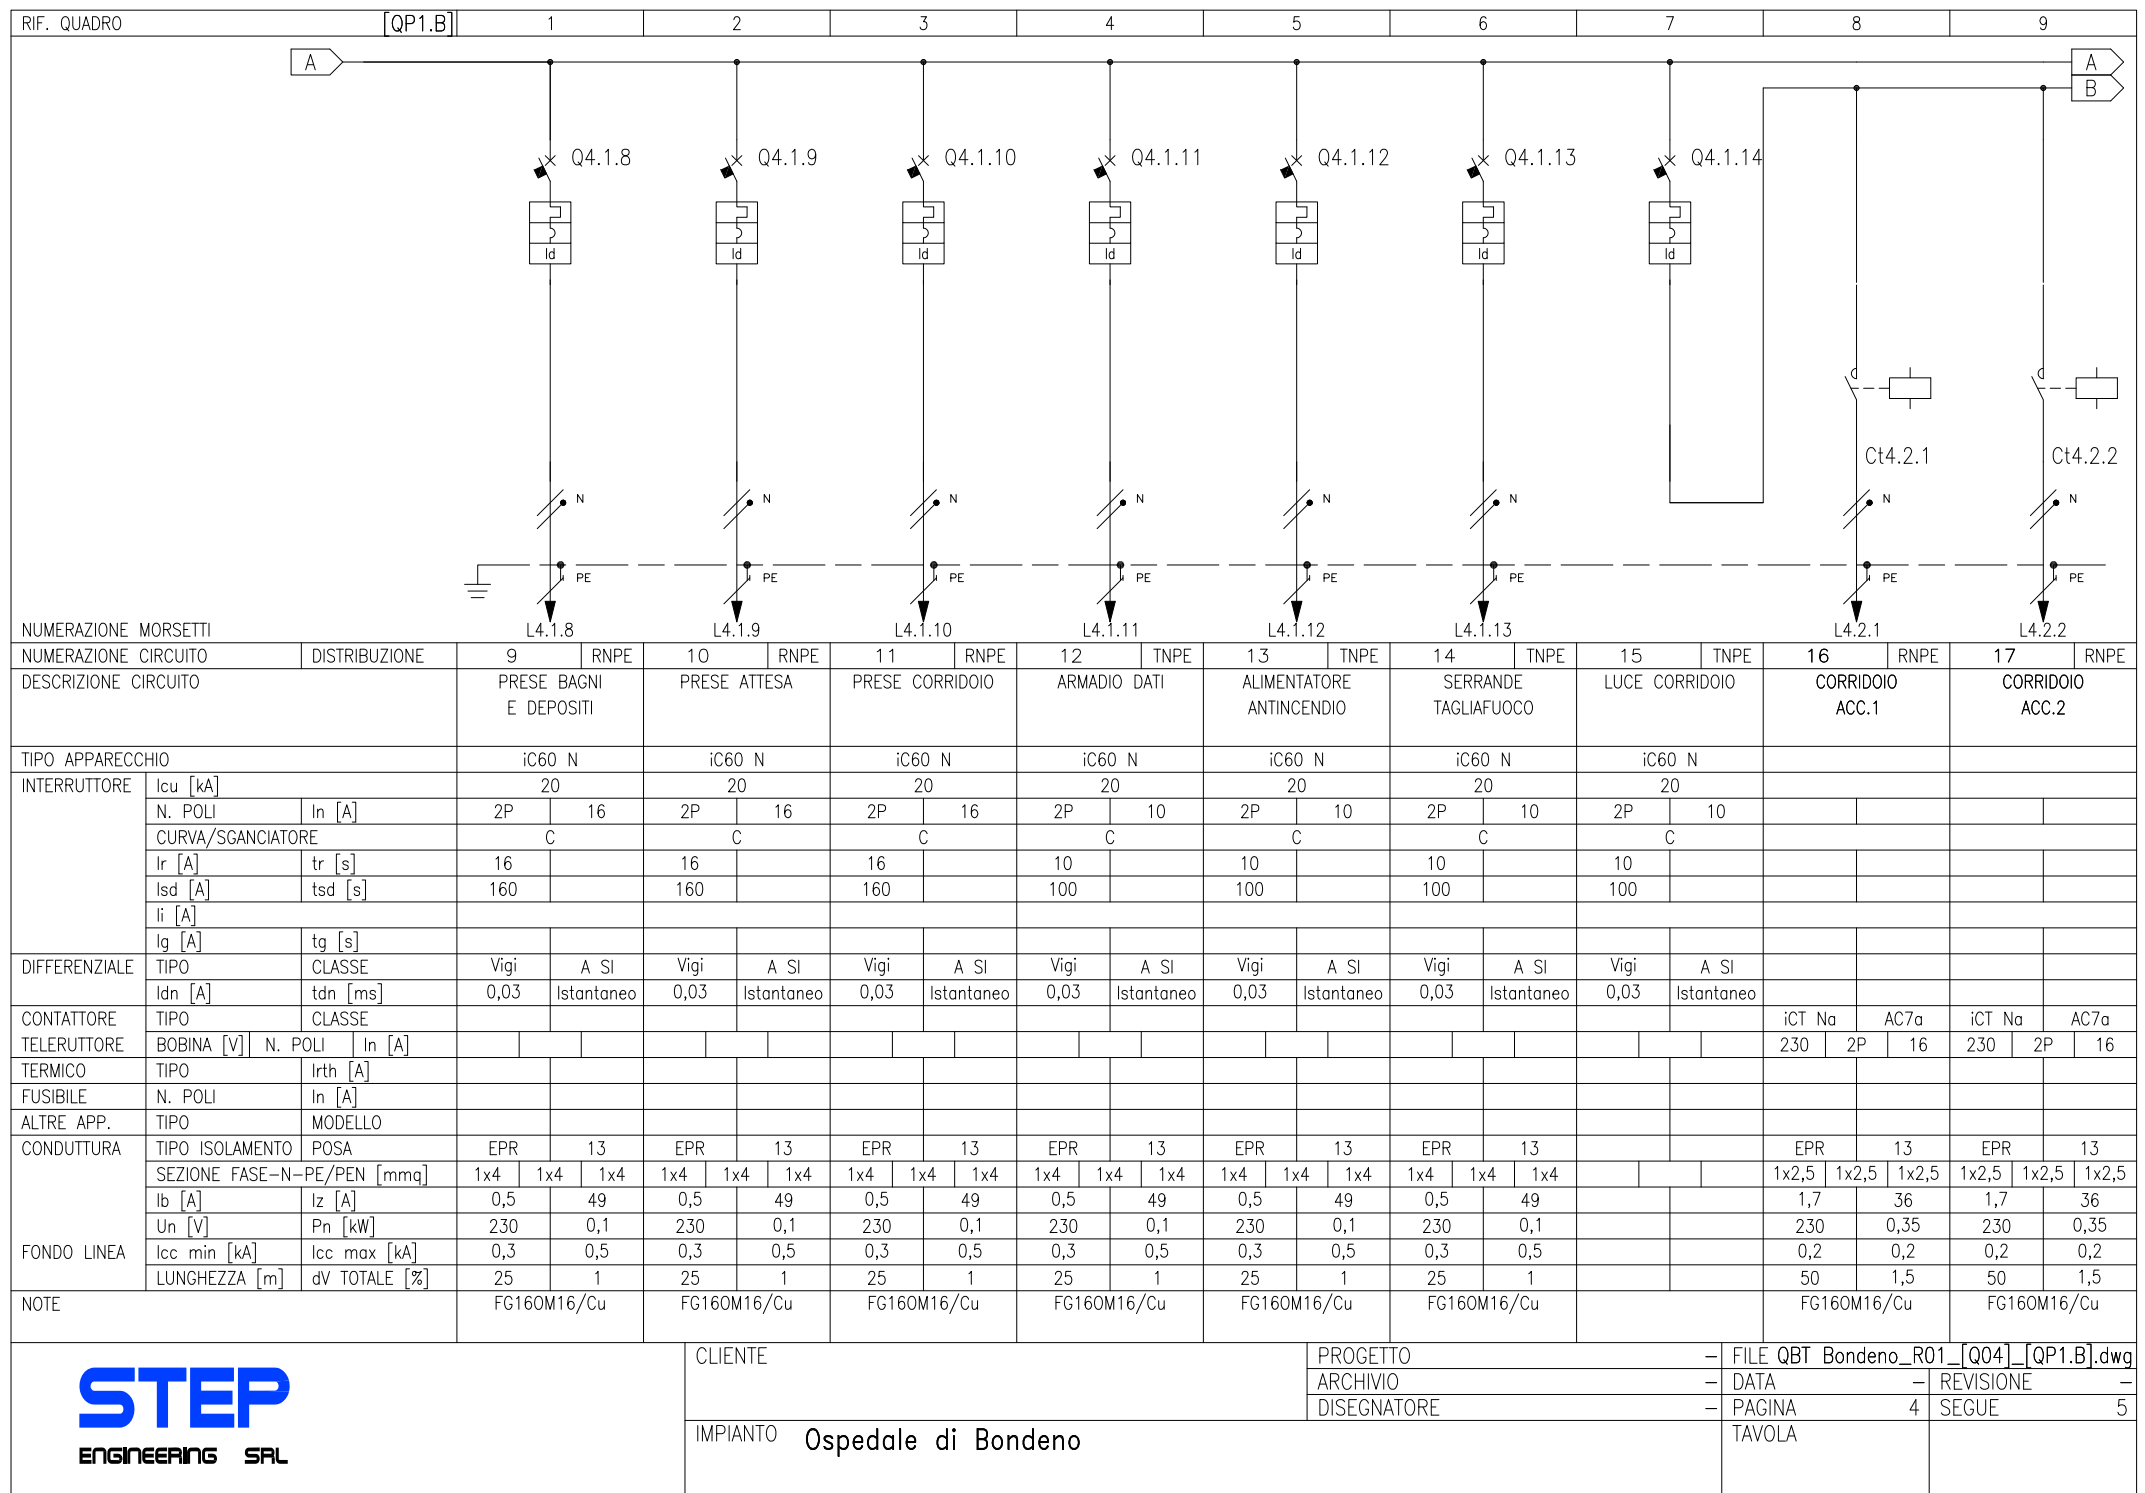 RIF. QUADRO [QP1.B] 1 2 3 4 5 6 7 8 9
A A
B
Q4.1.8 Q4.1.9 Q4.1.10 Q4.1.11 Q4.1.12 Q4.1.13 Q4.1.14
Id Id Id Id Id Id Id
Ct4.2.1 Ct4.2.2
N N N N N N N N
PE PE PE PE PE PE PE PE
NUMERAZIONE MORSETTI L4.1.8 L4.1.9 L4.1.10 L4.1.11 L4.1.12 L4.1.13 L4.2.1 L4.2.2
NUMERAZIONE CIRCUITO DISTRIBUZIONE 9 RNPE 10 RNPE 11 RNPE 12 TNPE 13 TNPE 14 TNPE 15 TNPE 16 RNPE 17 RNPE
DESCRIZIONE CIRCUITO PRESE BAGNI PRESE ATTESA PRESE CORRIDOIO ARMADIO DATI ALIMENTATORE SERRANDE LUCE CORRIDOIO CORRIDOIO CORRIDOIO
E DEPOSITI ANTINCENDIO TAGLIAFUOCO ACC.1 ACC.2
TIPO APPARECCHIO iC60 N iC60 N iC60 N iC60 N iC60 N iC60 N iC60 N
INTERRUTTORE Icu [kA] 20 20 20 20 20 20 20
N. POLI In [A] 2P 16 2P 16 2P 16 2P 10 2P 10 2P 10 2P 10
CURVA/SGANCIATORE C C C C C C C
Ir [A] tr [s] 16 16 16 10 10 10 10
Isd [A] tsd [s] 160 160 160 100 100 100 100
Ii [A]
Ig [A] tg [s]
DIFFERENZIALE TIPO CLASSE Vigi A SI Vigi A SI Vigi A SI Vigi A SI Vigi A SI Vigi A SI Vigi A SI
Idn [A] tdn [ms] 0,03 Istantaneo 0,03 Istantaneo 0,03 Istantaneo 0,03 Istantaneo 0,03 Istantaneo 0,03 Istantaneo 0,03 Istantaneo
CONTATTORE TIPO CLASSE iCT Na AC7a iCT Na AC7a
TELERUTTORE BOBINA [V] N. POLI In [A] 230 2P 16 230 2P 16
TERMICO TIPO Irth [A]
FUSIBILE N. POLI In [A]
ALTRE APP. TIPO MODELLO
CONDUTTURA TIPO ISOLAMENTO POSA EPR 13 EPR 13 EPR 13 EPR 13 EPR 13 EPR 13 EPR 13 EPR 13
SEZIONE FASE-N-PE/PEN [mmq] 1x4 1x4 1x4 1x4 1x4 1x4 1x4 1x4 1x4 1x4 1x4 1x4 1x4 1x4 1x4 1x4 1x4 1x4 1x2,5 1x2,5 1x2,5 1x2,5 1x2,5 1x2,5
Ib [A] Iz [A] 0,5 49 0,5 49 0,5 49 0,5 49 0,5 49 0,5 49 1,7 36 1,7 36
Un [V] Pn [kW] 230 0,1 230 0,1 230 0,1 230 0,1 230 0,1 230 0,1 230 0,35 230 0,35
FONDO LINEA Icc min [kA] Icc max [kA] 0,3 0,5 0,3 0,5 0,3 0,5 0,3 0,5 0,3 0,5 0,3 0,5 0,2 0,2 0,2 0,2
LUNGHEZZA [m] dV TOTALE [%] 25 1 25 1 25 1 25 1 25 1 25 1 50 1,5 50 1,5
NOTE FG16OM16/Cu FG16OM16/Cu FG16OM16/Cu FG16OM16/Cu FG16OM16/Cu FG16OM16/Cu FG16OM16/Cu FG16OM16/Cu
STEP
ENGINEERING SRL
CLIENTE
IMPIANTO Ospedale di Bondeno
PROGETTO -
ARCHIVIO -
DISEGNATORE -
FILE QBT Bondeno_R01_[Q04]_[QP1.B].dwg
DATA - REVISIONE -
PAGINA 4 SEGUE 5
TAVOLA